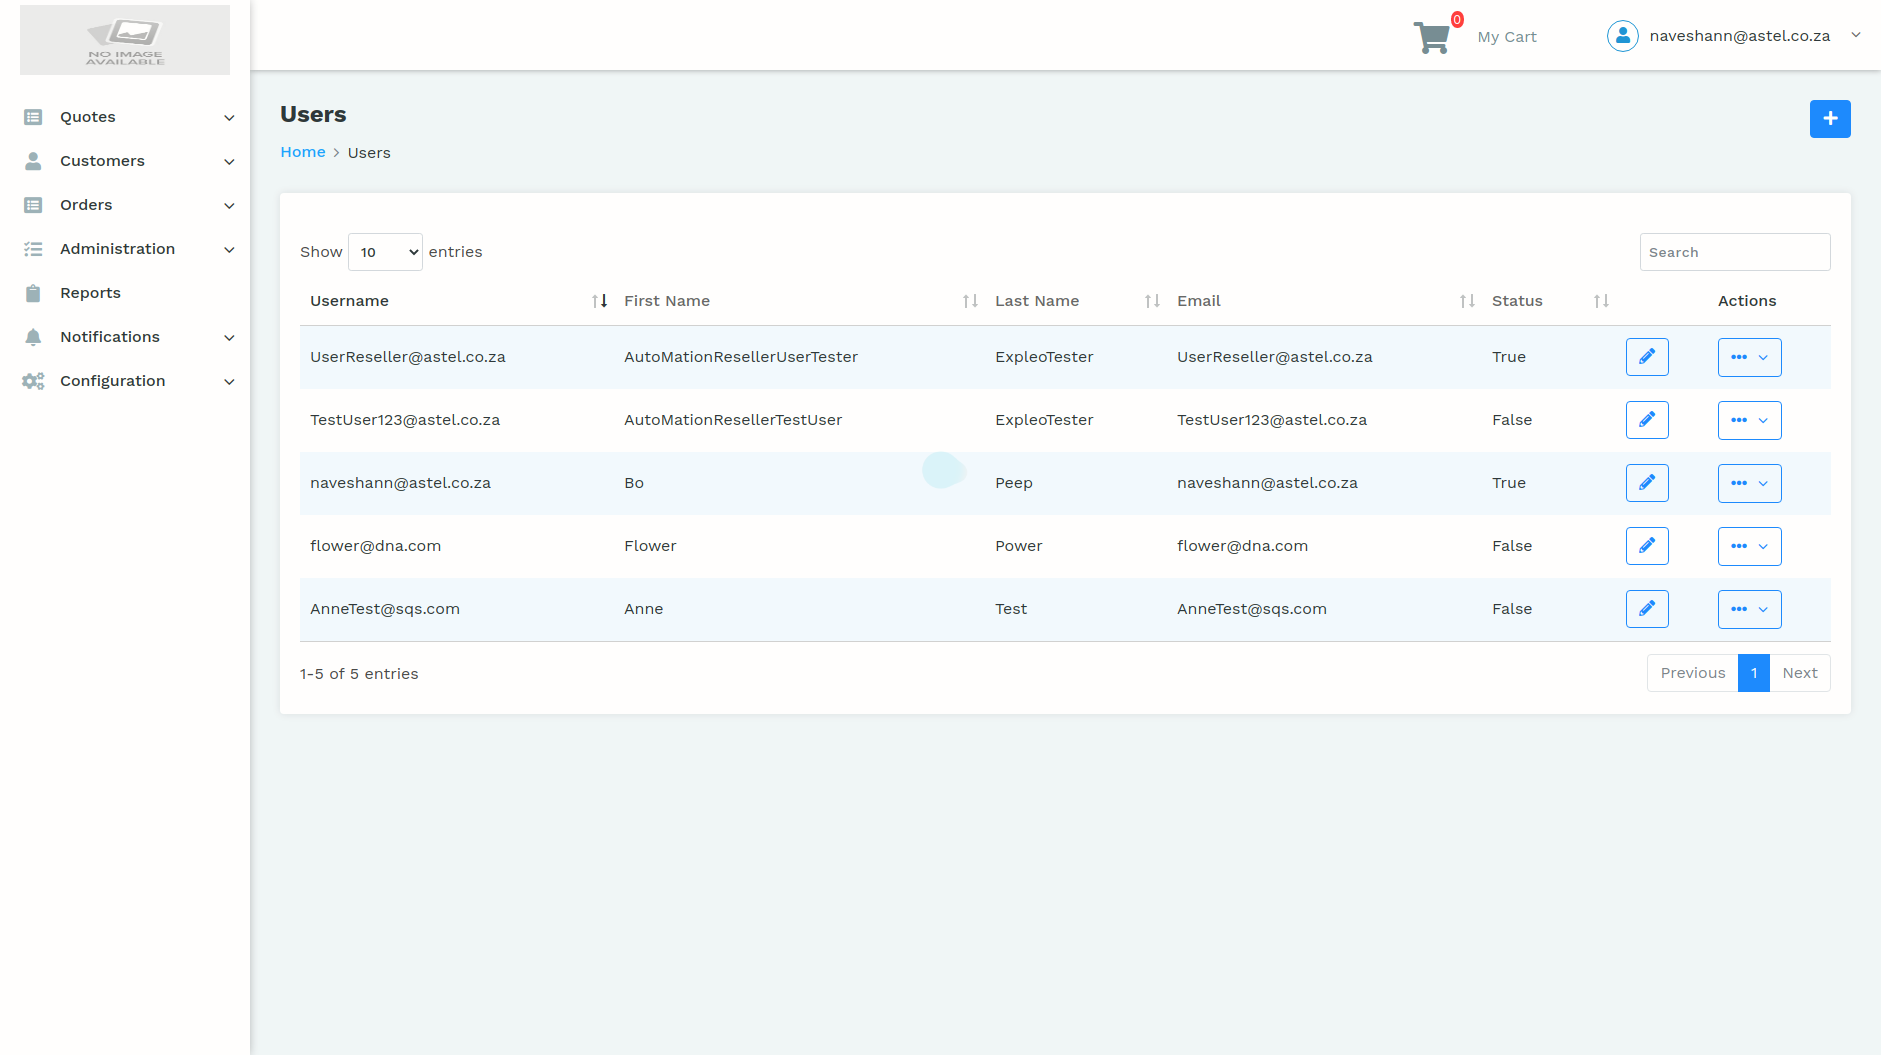 NO IMAGE
AVAILABLE
0
My Cart
naveshann@astel.co.za
Quotes
Customers
Orders
Administration
Reports
Notifications
Configuration
Users
Home > Users
Show 10 entries
Search
Username First Name Last Name Email Status Actions
UserReseller@astel.co.za AutoMationResellerUserTester ExpleoTester UserReseller@astel.co.za True
TestUser123@astel.co.za AutoMationResellerTestUser ExpleoTester TestUser123@astel.co.za False
naveshann@astel.co.za Bo Peep naveshann@astel.co.za True
flower@dna.com Flower Power flower@dna.com False
AnneTest@sqs.com Anne Test AnneTest@sqs.com False
1-5 of 5 entries
Previous 1 Next